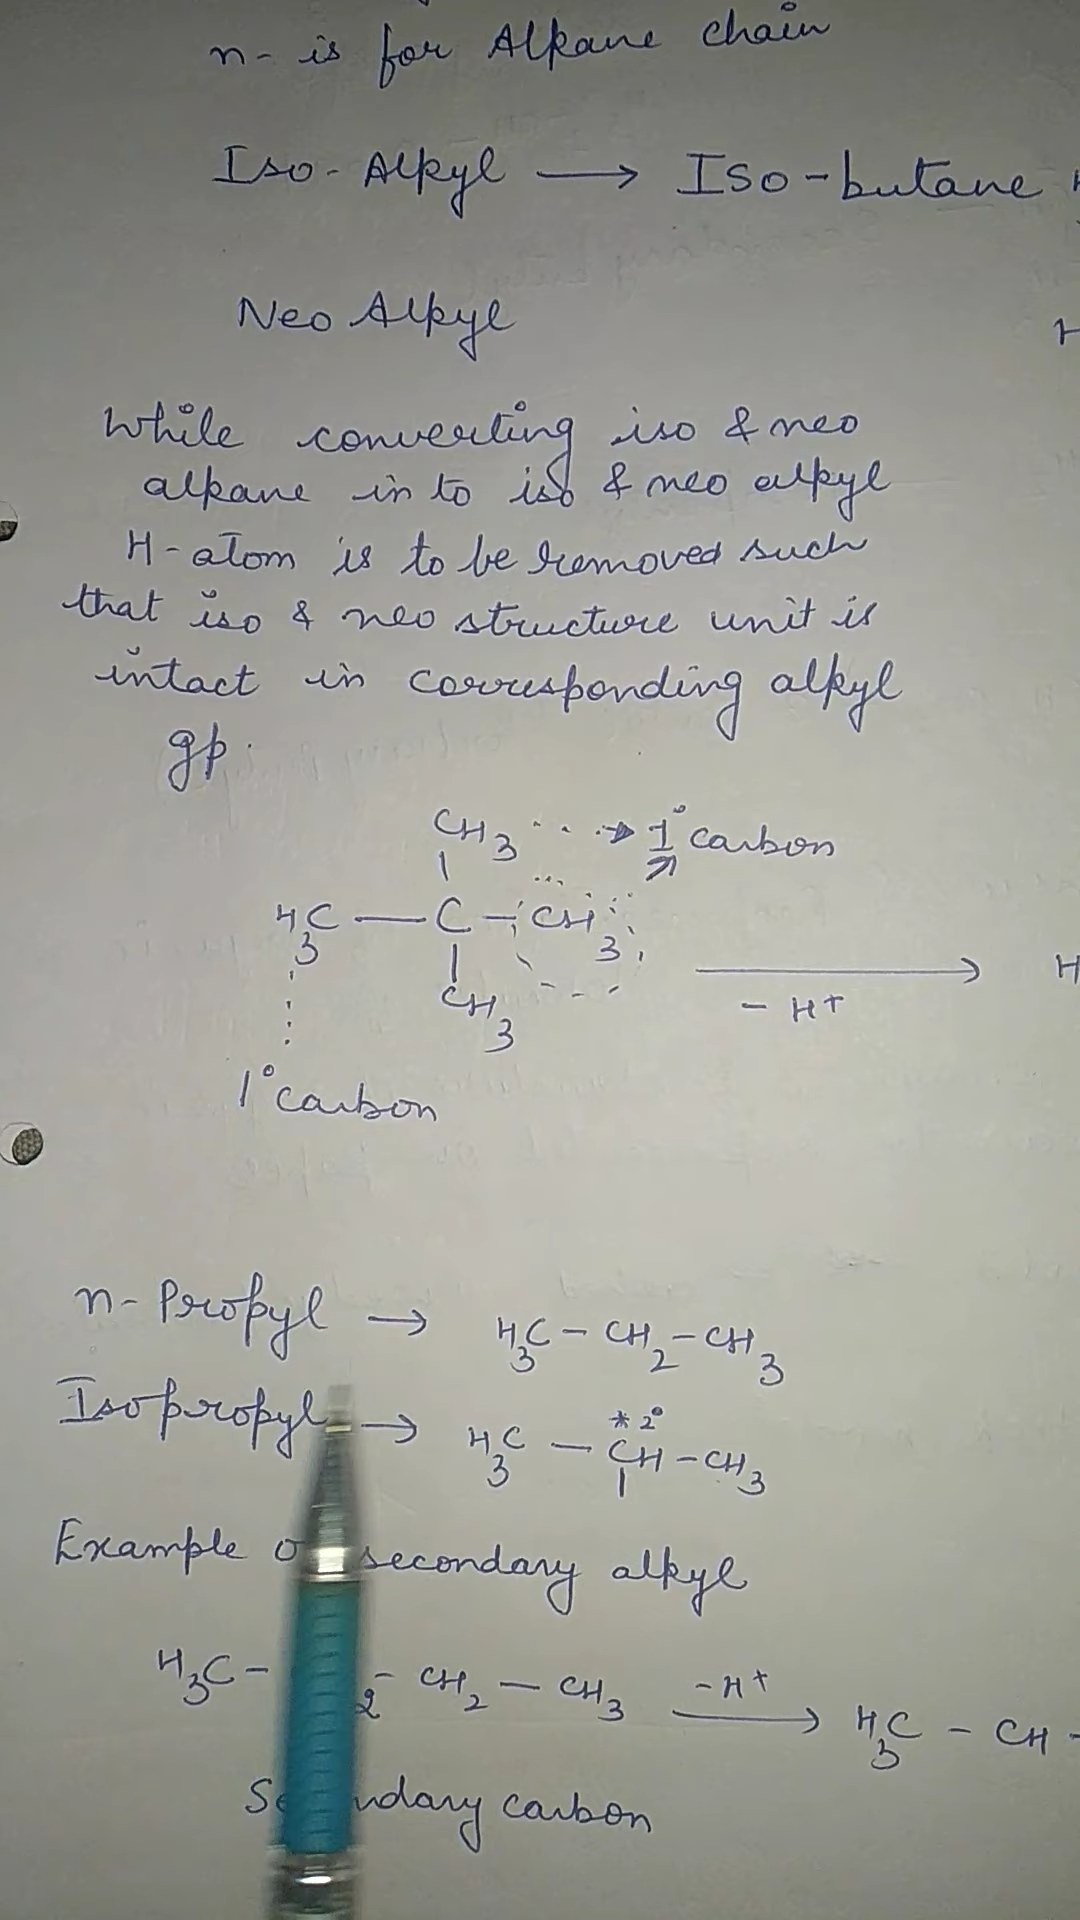 n- is for Alkane chain
Iso-Alkyl → Iso-butane
Neo Alkyl
While converting iso & neo
alkane in to iso & neo alkyl
H-atom is to be removed such
that iso & neo structure unit is
intact in corresponding alkyl
gp.
CH3 ...→ 1° carbon
H3C — C — CH3
CH3
- H+
1° carbon
n-Propyl → H3C - CH2 - CH3
Isopropyl → H3C - CH - CH3
* 2°
Example secondary alkyl
H3C - 2 - CH2 - CH3 -H+ → H3C - CH -
carbon